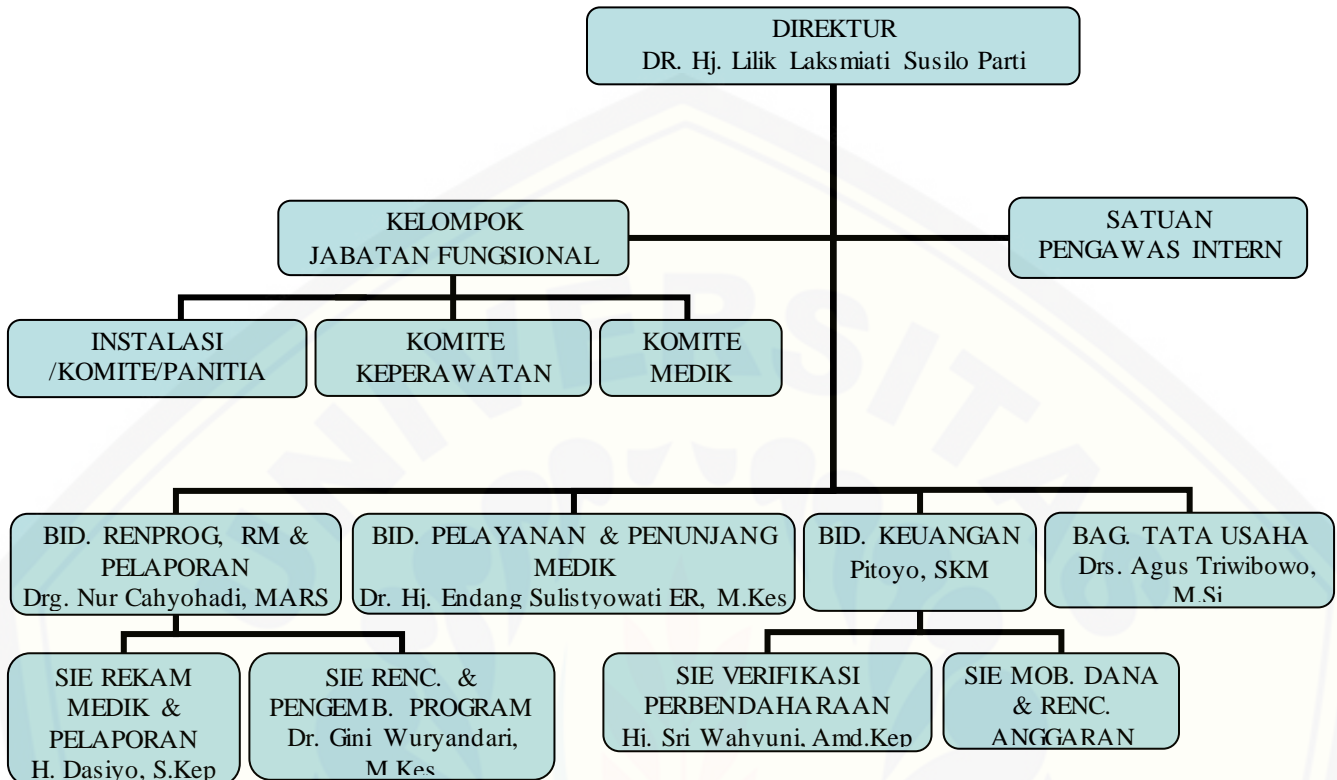 DIREKTUR
DR. Hj. Lilik Laksmiati Susilo Parti
KELOMPOK
JABATAN FUNGSIONAL
SATUAN
PENGAWAS INTERN
INSTALASI
/KOMITE/PANITIA
KOMITE
KEPERAWATAN
KOMITE
MEDIK
BID. RENPROG, RM &
PELAPORAN
Drg. Nur Cahyohadi, MARS
BID. PELAYANAN & PENUNJANG
MEDIK
Dr. Hj. Endang Sulistyowati ER, M.Kes
BID. KEUANGAN
Pitoyo, SKM
BAG. TATA USAHA
Drs. Agus Triwibowo,
M.Si
SIE REKAM
MEDIK &
PELAPORAN
H. Dasiyo, S.Kep
SIE RENC. &
PENGEMB. PROGRAM
Dr. Gini Wuryandari,
M.Kes
SIE VERIFIKASI
PERBENDAHARAAN
Hj. Sri Wahyuni, Amd.Kep
SIE MOB. DANA
& RENC.
ANGGARAN
UNIVERSITAS